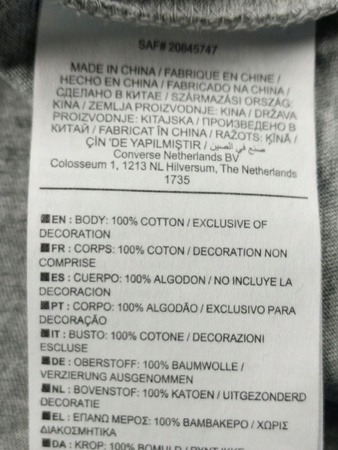 SAF# 20845747
MADE IN CHINA / FABRIQUE EN CHINE /
HECHO EN CHINA / FABRICADO NA CHINA /
СДЕЛАНО В КИТАЕ / SZÁRMAZÁSI ORSZÁG:
KÍNA / ZEMLJA PROIZVODNJE: KINA / DRŽAVA
PROIZVODNJE: KITAJSKA / ПРОИЗВЕДЕНО В
КИТАЙ / FABRICAT ÎN CHINA / RAŽOTS: ĶĪNĀ /
ÇİN 'DE YAPILMIŞTIR / صنع في الصين
Converse Netherlands BV
Colosseum 1, 1213 NL Hilversum, The Netherlands
1735
EN : BODY: 100% COTTON / EXCLUSIVE OF
DECORATION
FR : CORPS: 100% COTON / DECORATION NON
COMPRISE
ES : CUERPO: 100% ALGODON / NO INCLUYE LA
DECORACION
PT : CORPO: 100% ALGODÃO / EXCLUSIVO PARA
DECORAÇÃO
IT : BUSTO: 100% COTONE / DECORAZIONI
ESCLUSE
DE : OBERSTOFF: 100% BAUMWOLLE /
VERZIERUNG AUSGENOMMEN
NL : BOVENSTOF: 100% KATOEN / UITGEZONDERD
DECORATIE
EL : ΕΠΑΝΩ ΜΕΡΟΣ: 100% ΒΑΜΒΑΚΕΡΟ / ΧΩΡΙΣ
ΔΙΑΚΟΣΜΗΤΙΚΑ
DA : KROP: 100% BOMULD /